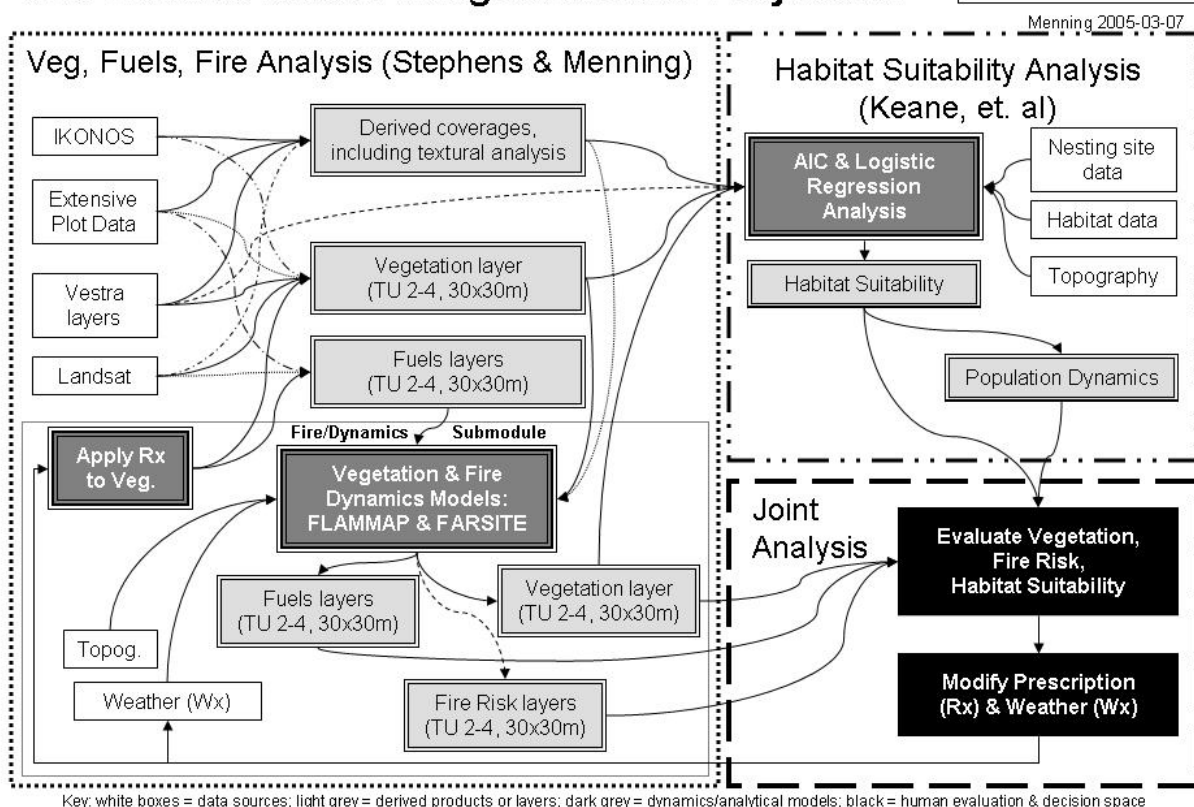 Menning 2005-03-07
Veg, Fuels, Fire Analysis (Stephens & Menning)
IKONOS
Extensive
Plot Data
Vestra
layers
Landsat
Derived coverages,
including textural analysis
Vegetation layer
(TU 2-4, 30x30m)
Fuels layers
(TU 2-4, 30x30m)
Fire/Dynamics Submodule
Apply Rx
to Veg.
Vegetation & Fire
Dynamics Models:
FLAMMAP & FARSITE
Fuels layers
(TU 2-4, 30x30m)
Vegetation layer
(TU 2-4, 30x30m)
Topog.
Weather (Wx)
Fire Risk layers
(TU 2-4, 30x30m)
Habitat Suitability Analysis
(Keane, et. al)
AIC & Logistic
Regression
Analysis
Nesting site
data
Habitat data
Topography
Habitat Suitability
Population Dynamics
Joint
Analysis
Evaluate Vegetation,
Fire Risk,
Habitat Suitability
Modify Prescription
(Rx) & Weather (Wx)
Key: white boxes = data sources; light grey = derived products or layers; dark grey = dynamics/analytical models; black = human evaluation & decision space